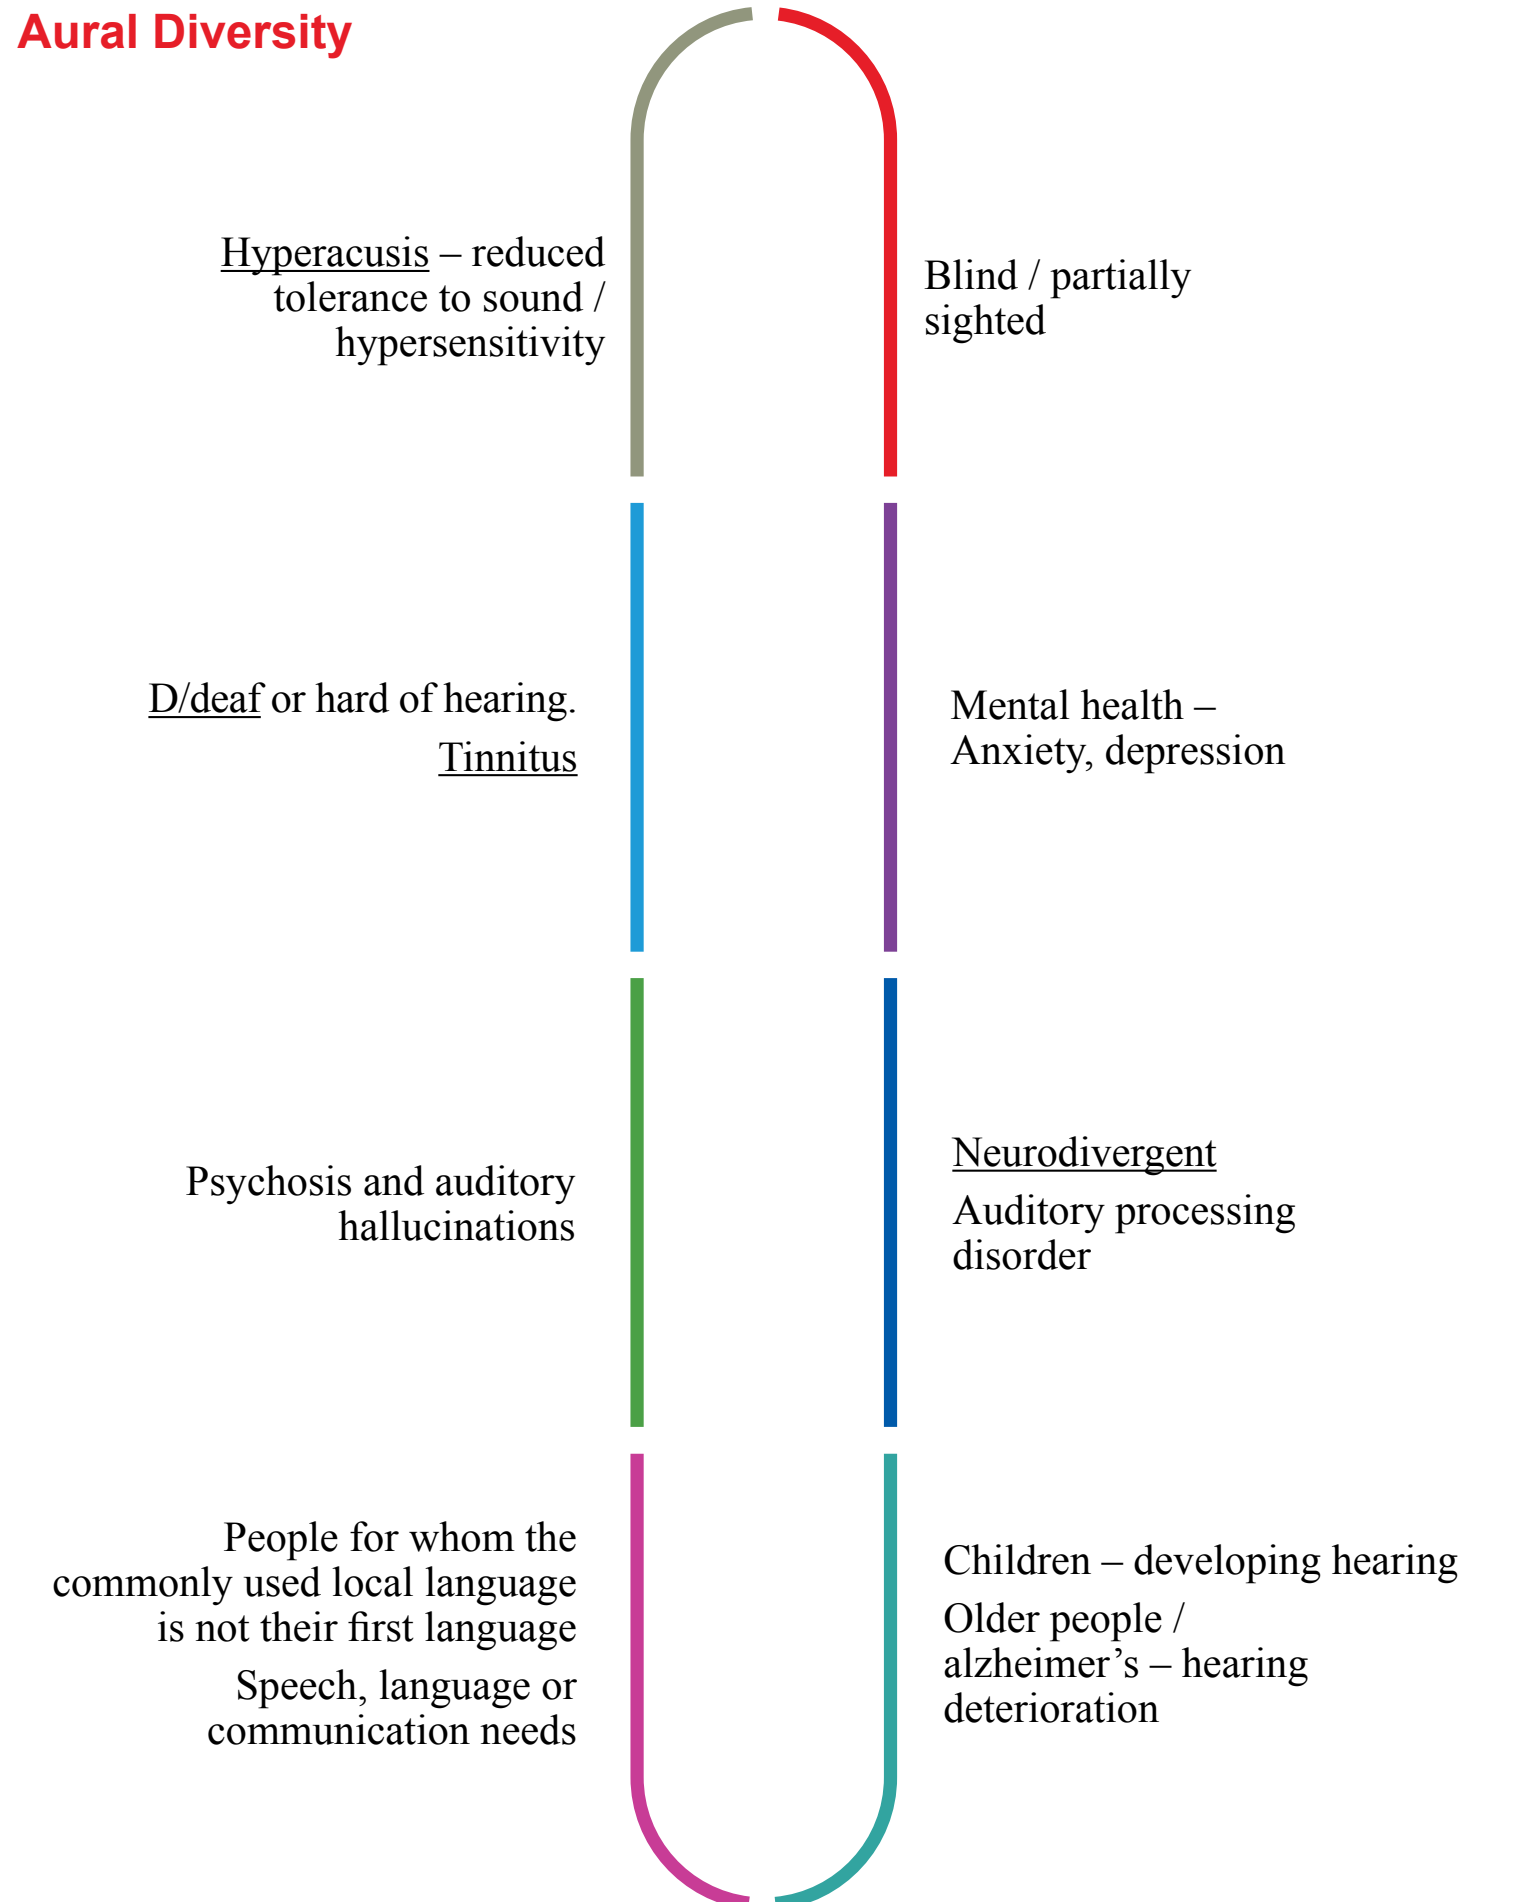 Aural Diversity
Hyperacusis – reduced
tolerance to sound /
hypersensitivity
Blind / partially
sighted
D/deaf or hard of hearing.
Tinnitus
Mental health –
Anxiety, depression
Psychosis and auditory
hallucinations
Neurodivergent
Auditory processing
disorder
People for whom the
commonly used local language
is not their first language
Speech, language or
communication needs
Children – developing hearing
Older people /
alzheimer’s – hearing
deterioration